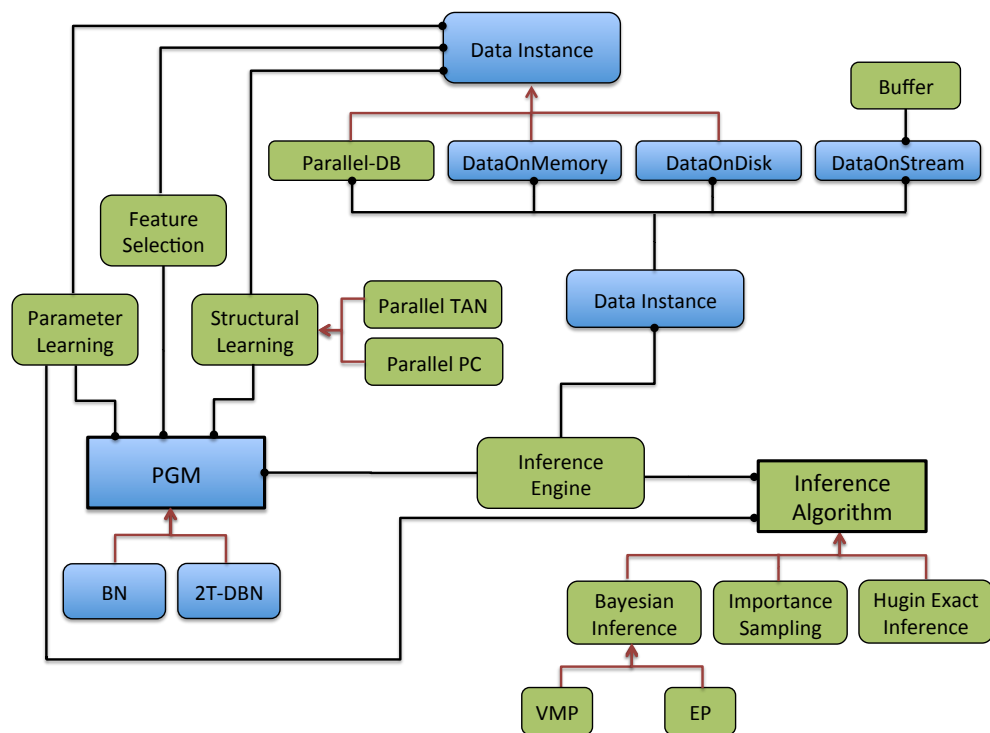 Data Instance
Buffer
Parallel-DB
DataOnMemory
DataOnDisk
DataOnStream
Feature
Selection
Data Instance
Parameter
Learning
Structural
Learning
Parallel TAN
Parallel PC
PGM
Inference
Engine
Inference
Algorithm
BN
2T-DBN
Bayesian
Inference
Importance
Sampling
Hugin Exact
Inference
VMP
EP